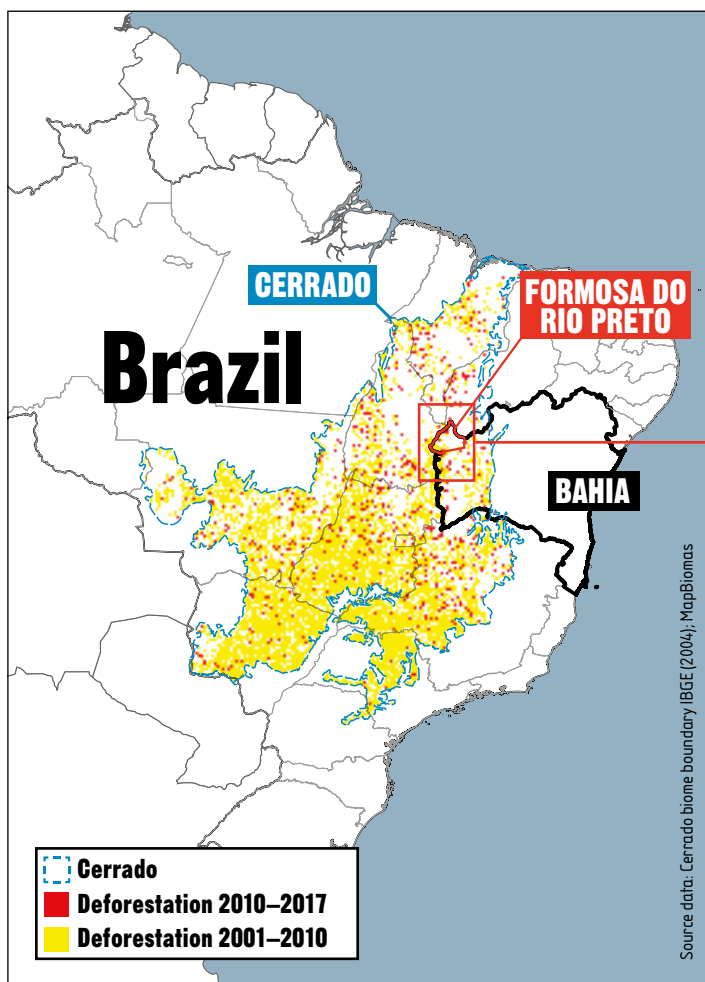 CERRADO
FORMOSA DO
RIO PRETO
Brazil
BAHIA
Cerrado
Deforestation 2010–2017
Deforestation 2001–2010
Source data: Cerrado biome boundary IBGE (2004); MapBiomas